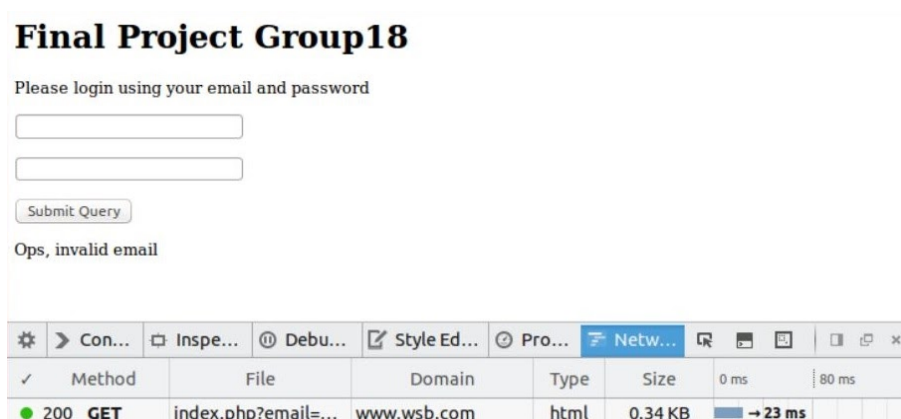 Final Project Group18
Please login using your email and password
Submit Query
Ops, invalid email
Con... Inspe... Debu... Style Ed... Pro... Netw...
✓ Method File Domain Type Size 0 ms 80 ms
200 GET index.php?email=... www.wsb.com html 0.34 KB → 23 ms